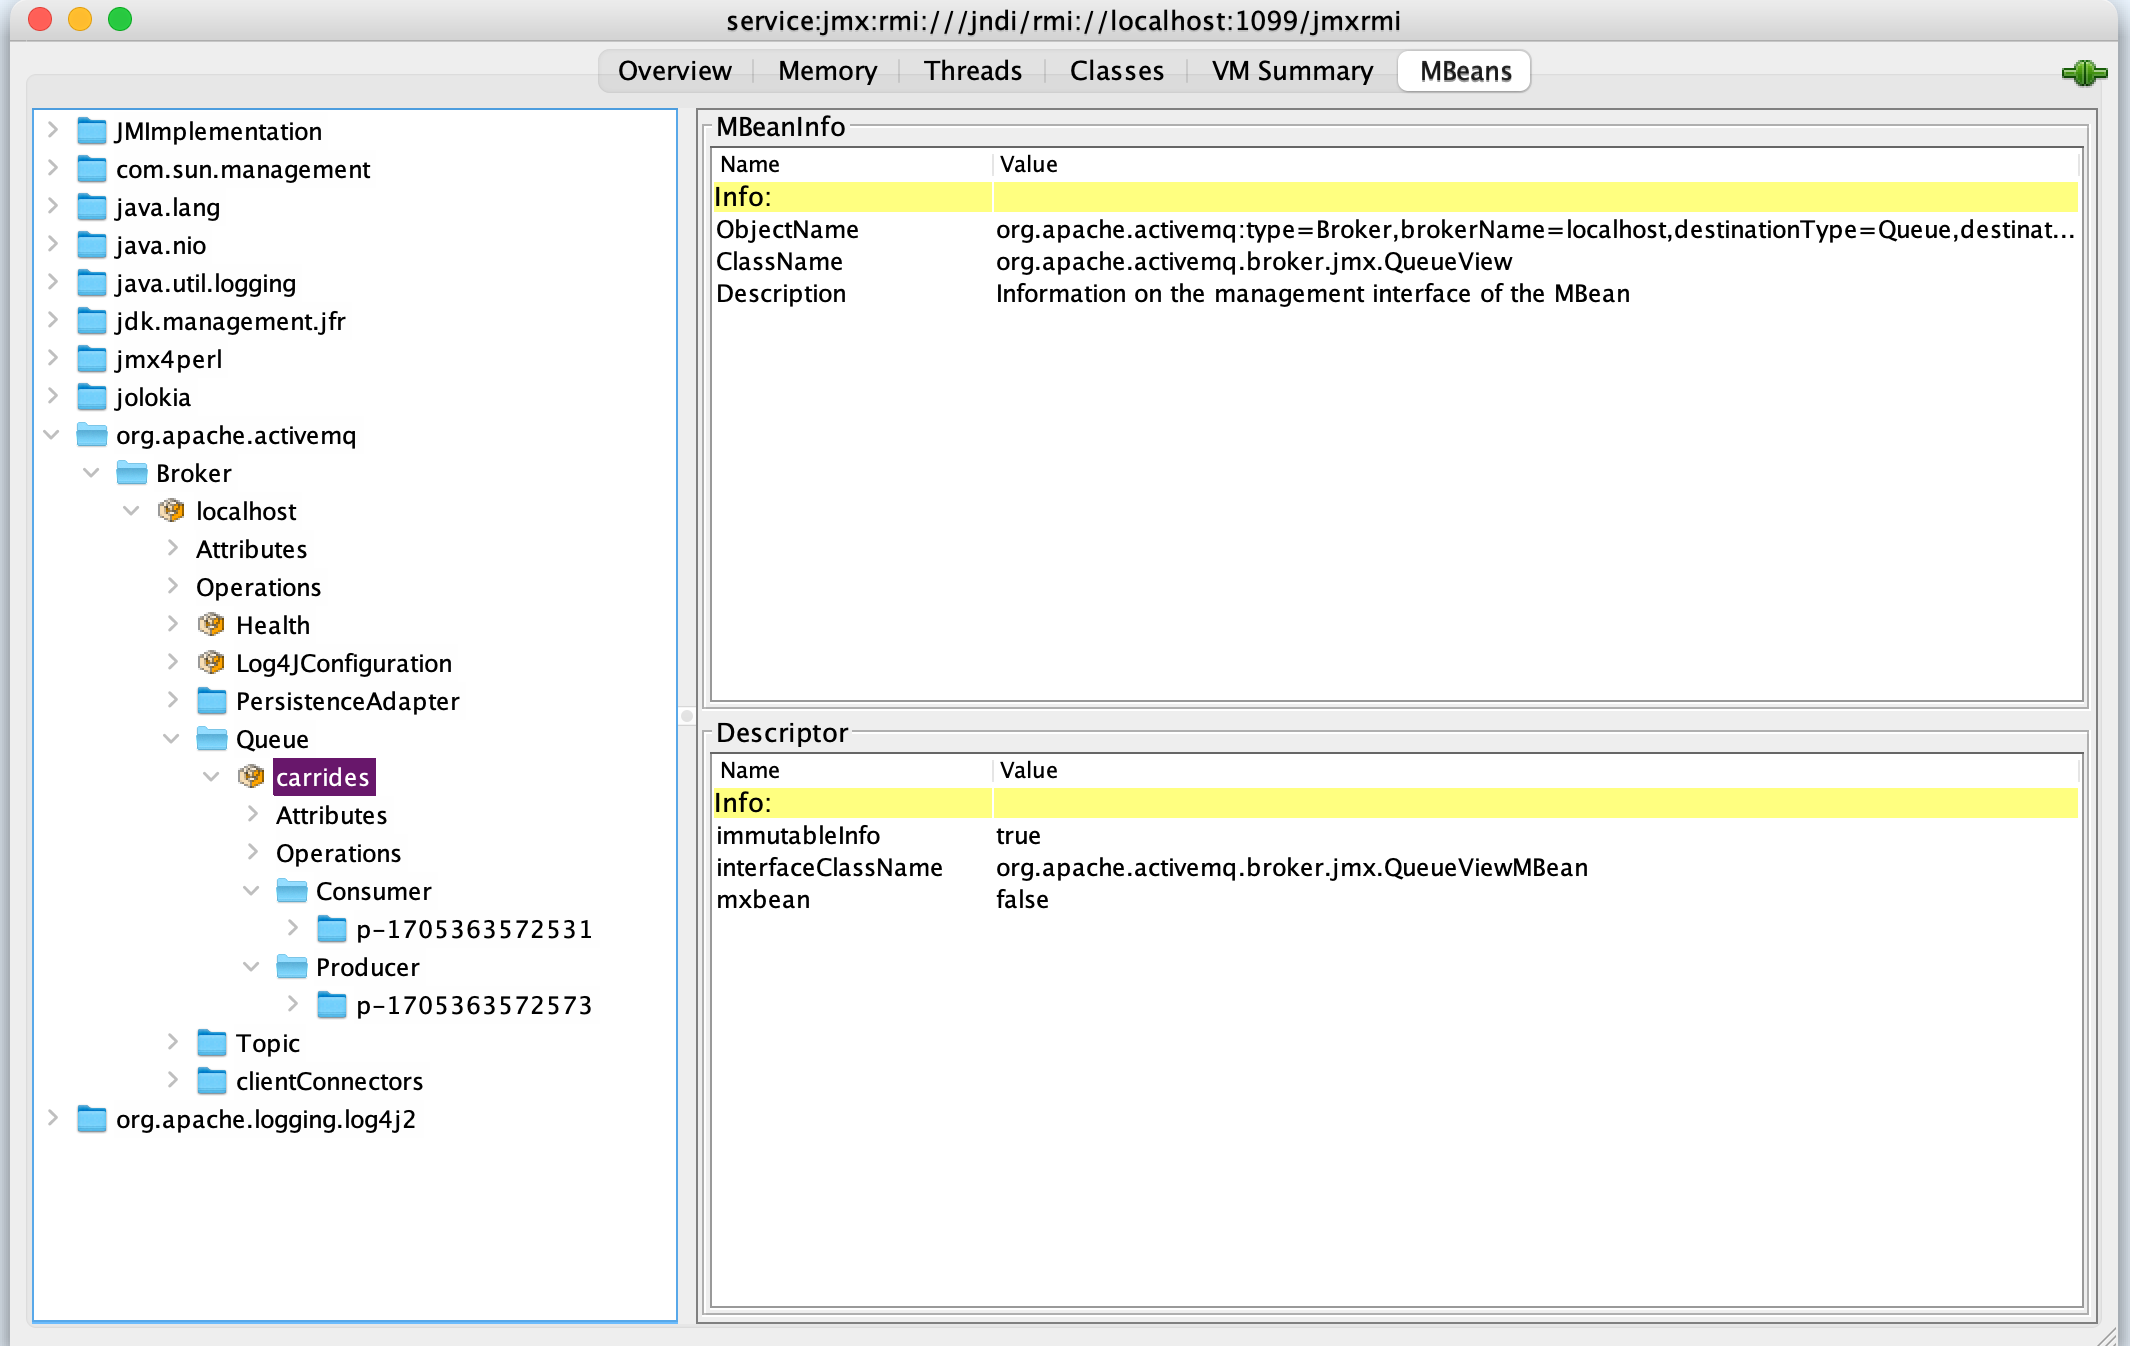 service:jmx:rmi:///jndi/rmi://localhost:1099/jmxrmi
Overview Memory Threads Classes VM Summary MBeans
JMImplementation
com.sun.management
java.lang
java.nio
java.util.logging
jdk.management.jfr
jmx4perl
jolokia
org.apache.activemq
Broker
localhost
Attributes
Operations
Health
Log4JConfiguration
PersistenceAdapter
Queue
carrides
Attributes
Operations
Consumer
p-1705363572531
Producer
p-1705363572573
Topic
clientConnectors
org.apache.logging.log4j2
MBeanInfo
Name Value
Info:
ObjectName org.apache.activemq:type=Broker,brokerName=localhost,destinationType=Queue,destinat...
ClassName org.apache.activemq.broker.jmx.QueueView
Description Information on the management interface of the MBean
Descriptor
Name Value
Info:
immutableInfo true
interfaceClassName org.apache.activemq.broker.jmx.QueueViewMBean
mxbean false